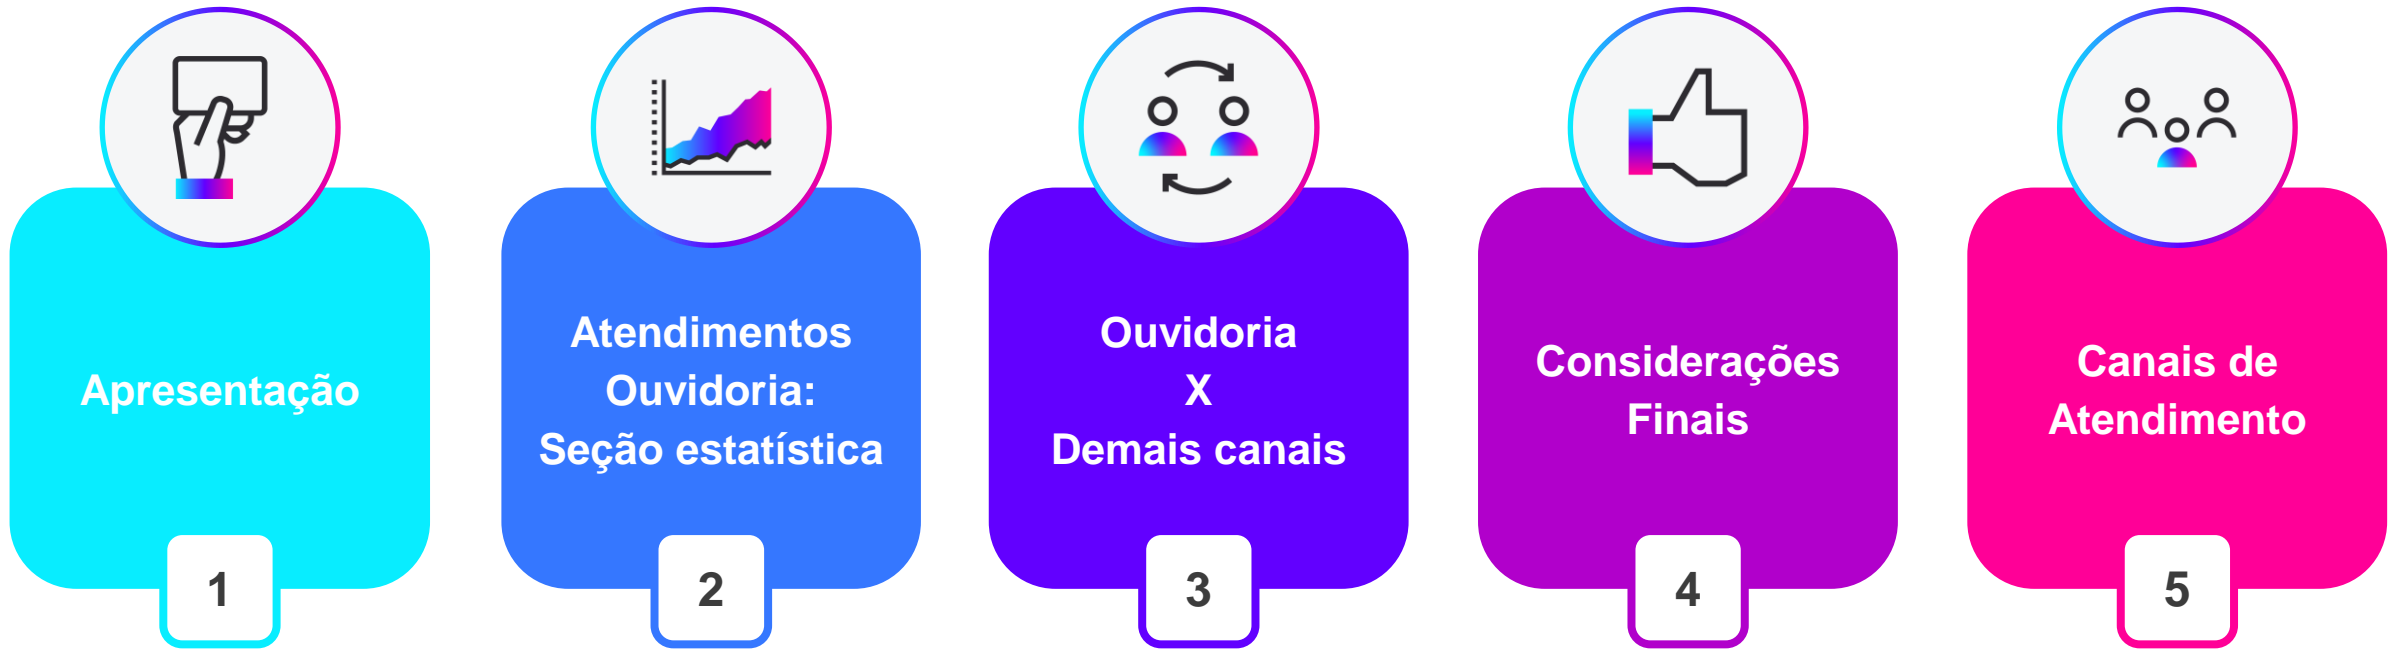 Apresentação
1
Atendimentos
Ouvidoria:
Seção estatística
2
Ouvidoria
X
Demais canais
3
Considerações
Finais
4
Canais de
Atendimento
5